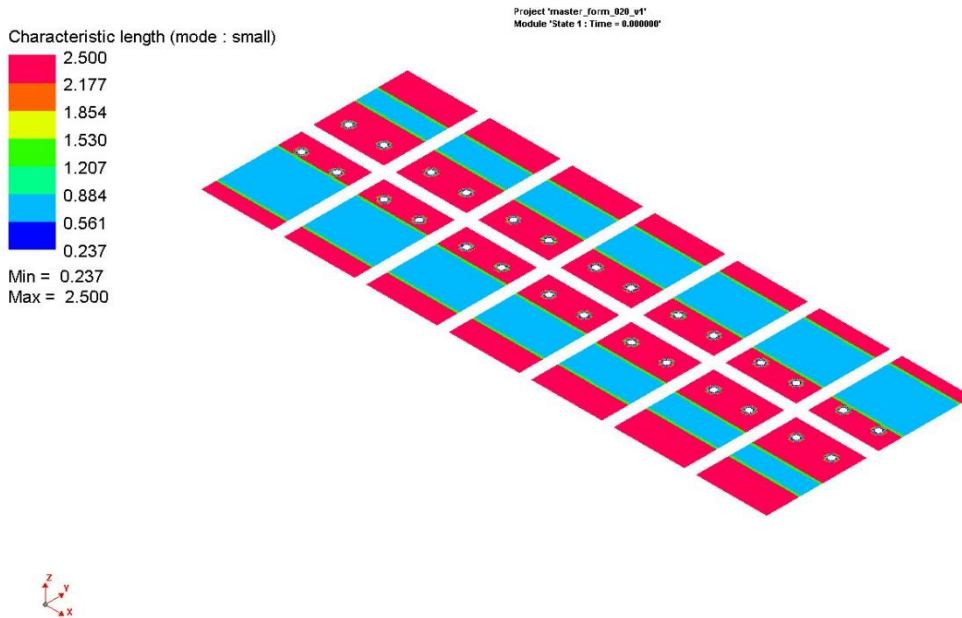 Project 'master_form_020_v1'
Module 'State 1 : Time = 0.000000'
Characteristic length (mode : small)
2.500
2.177
1.854
1.530
1.207
0.884
0.561
0.237
Min = 0.237
Max = 2.500
Z
Y
X